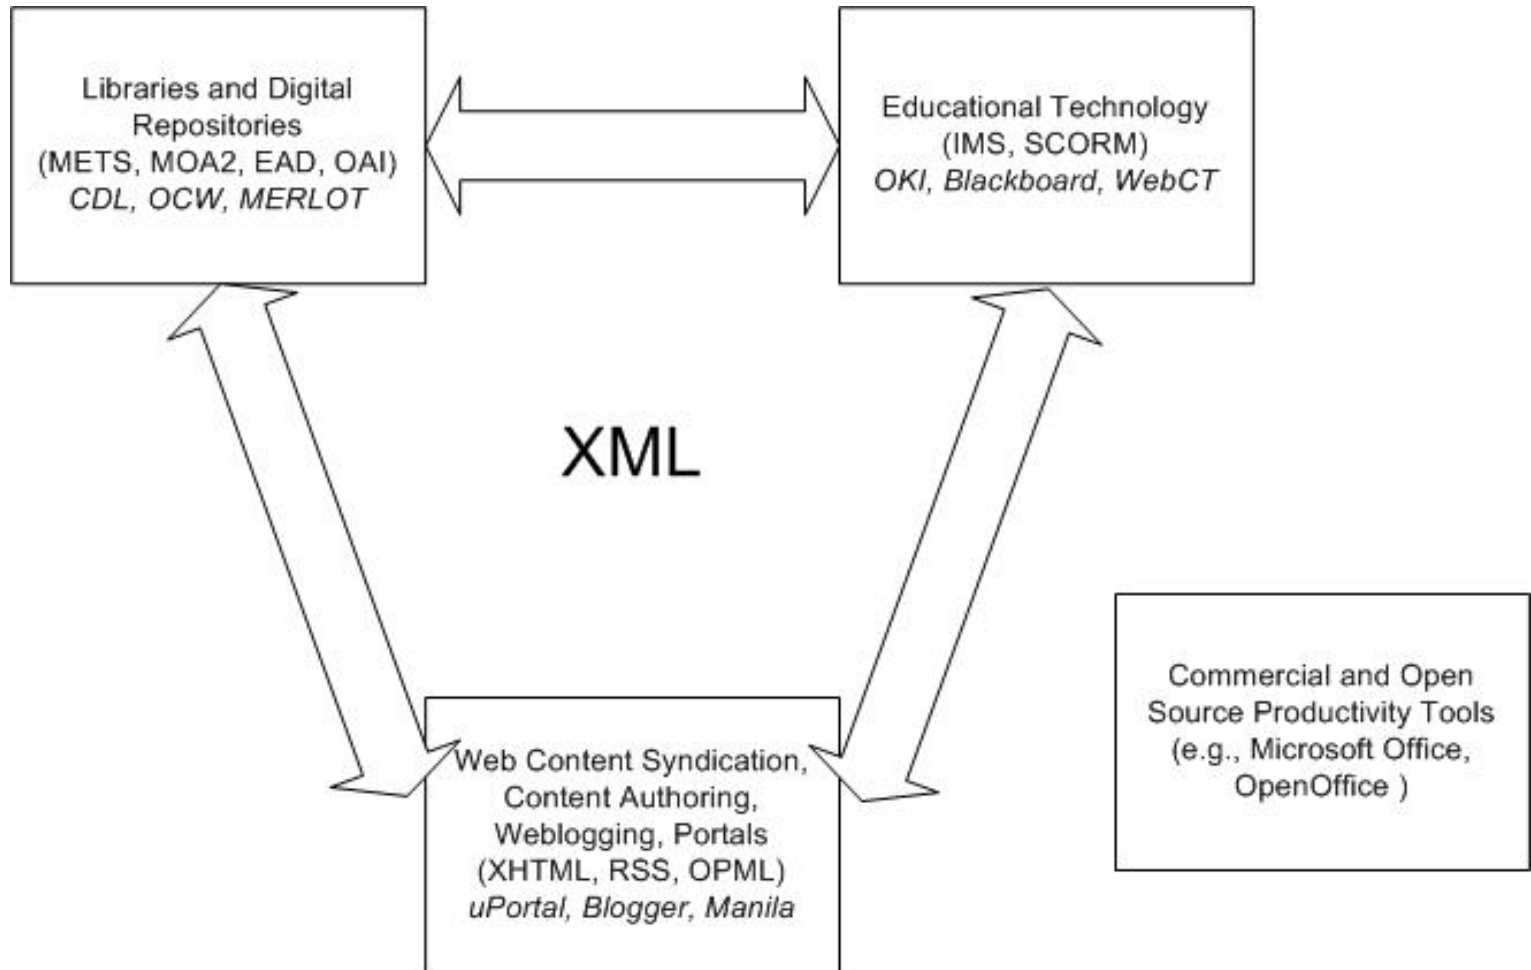 Libraries and Digital
Repositories
(METS, MOA2, EAD, OAI)
CDL, OCW, MERLOT
Educational Technology
(IMS, SCORM)
OKI, Blackboard, WebCT
XML
Commercial and Open
Source Productivity Tools
(e.g., Microsoft Office,
OpenOffice )
Web Content Syndication,
Content Authoring,
Weblogging, Portals
(XHTML, RSS, OPML)
uPortal, Blogger, Manila